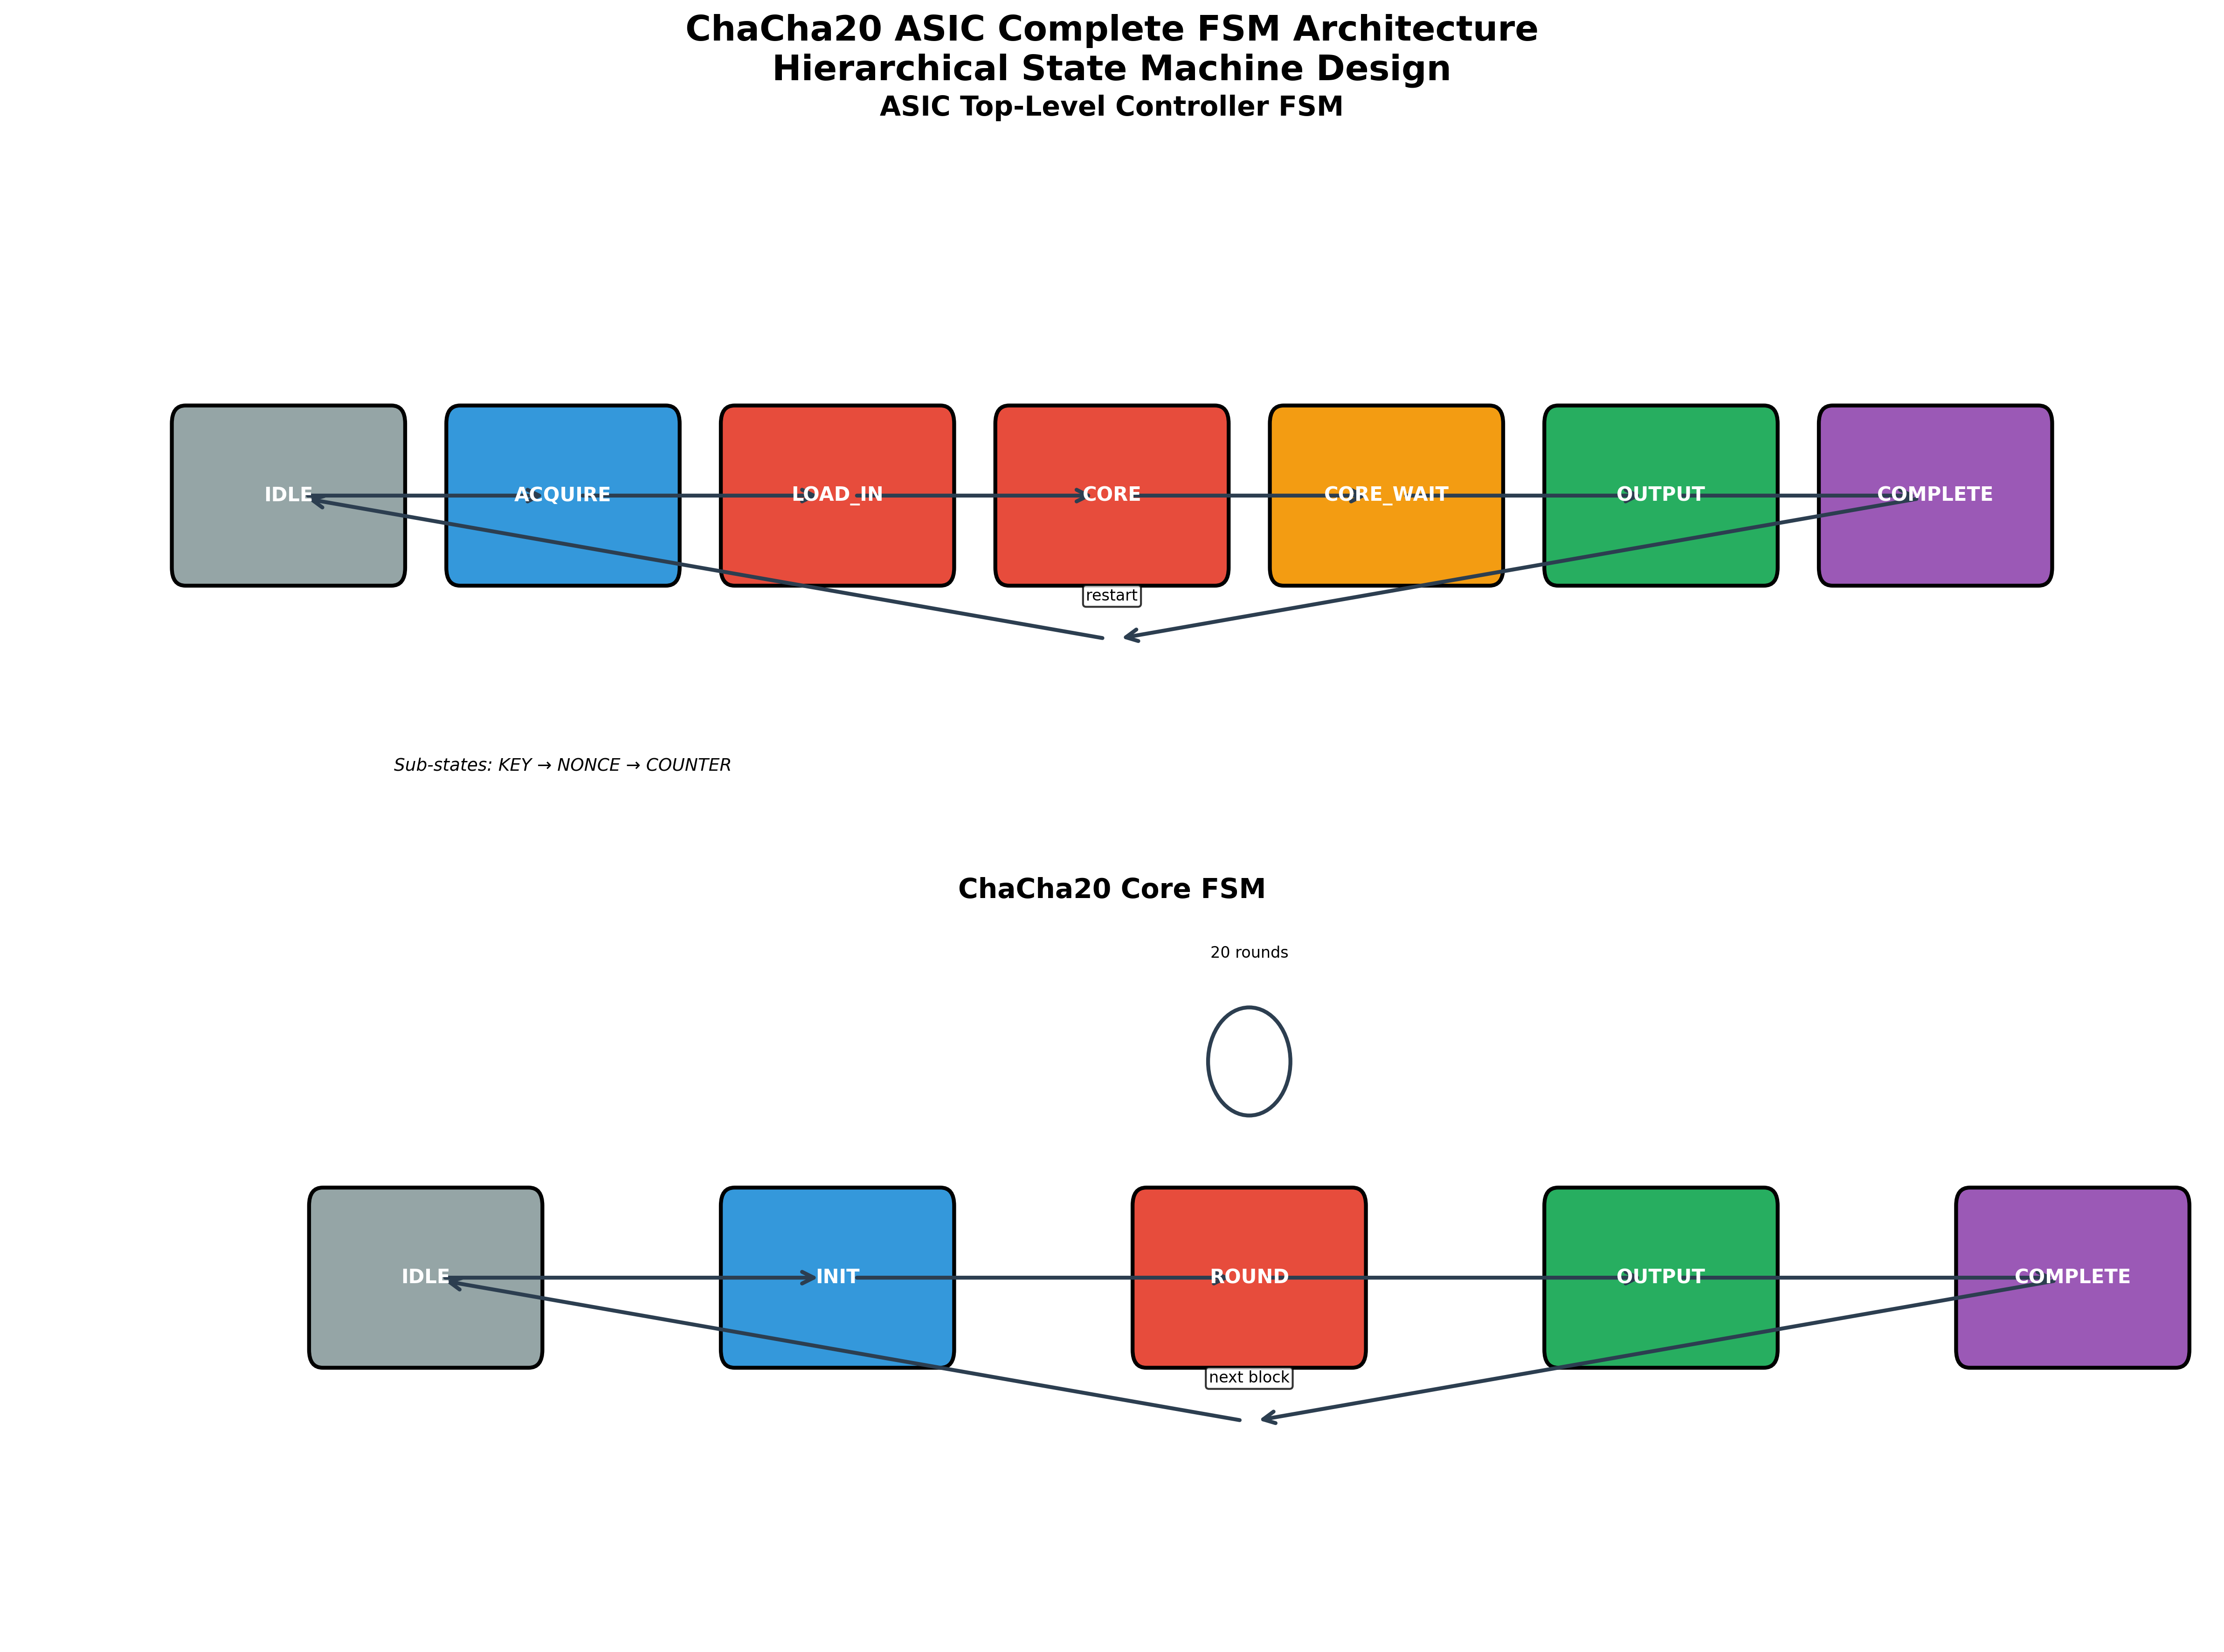 ChaCha20 ASIC Complete FSM Architecture
Hierarchical State Machine Design
ASIC Top-Level Controller FSM
IDLE
ACQUIRE
LOAD_IN
CORE
CORE_WAIT
OUTPUT
COMPLETE
restart
Sub-states: KEY → NONCE → COUNTER
ChaCha20 Core FSM
20 rounds
IDLE
INIT
ROUND
OUTPUT
COMPLETE
next block